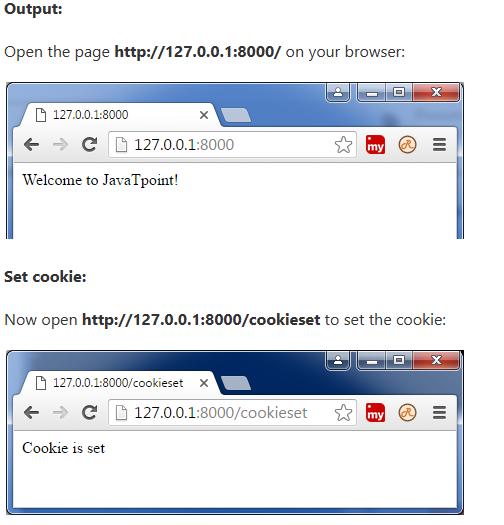 Output:
Open the page http://127.0.0.1:8000/ on your browser:
127.0.0.1:8000
127.0.0.1:8000
my
Welcome to JavaTpoint!
Set cookie:
Now open http://127.0.0.1:8000/cookieset to set the cookie:
127.0.0.1:8000/cookieset
127.0.0.1:8000/cookieset
my
Cookie is set